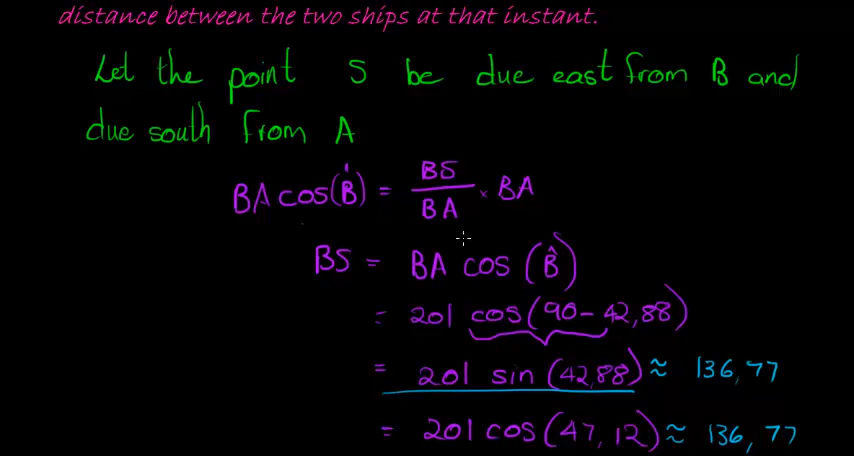 distance between the two ships at that instant.
Let the point S be due east from B and
due south from A
BA cos(B̂) = BS/BA × BA
BS = BA cos (B̂)
= 201 cos(90 - 42,88)
= 201 sin (42,88) ≈ 136,77
= 201 cos(47,12) ≈ 136,77